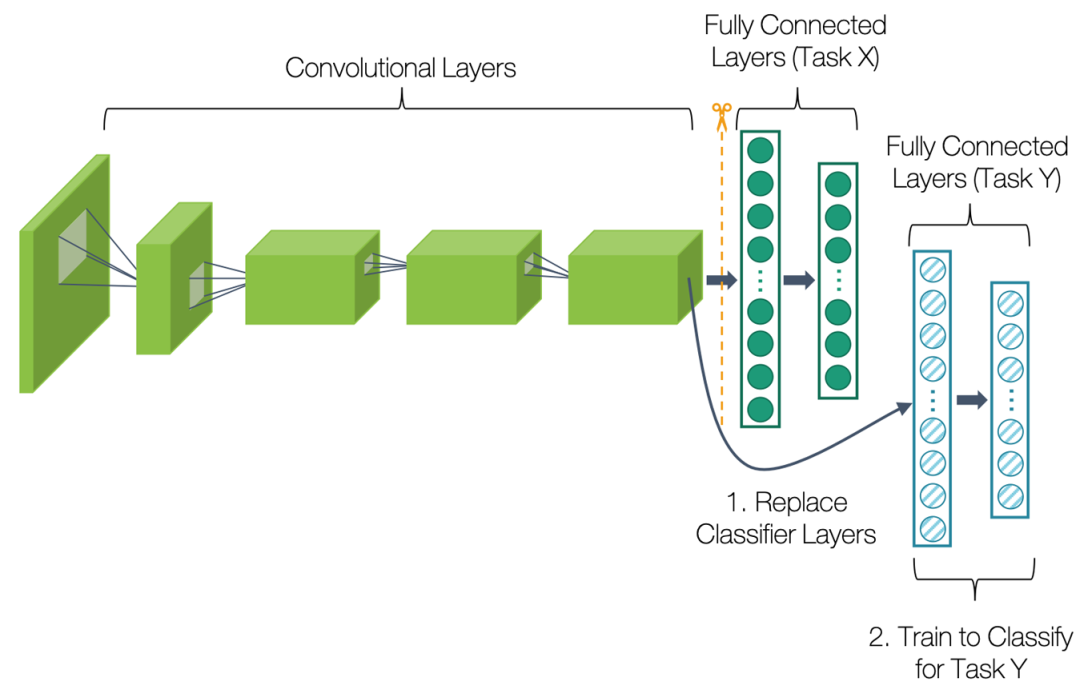 Convolutional Layers
Fully Connected
Layers (Task X)
Fully Connected
Layers (Task Y)
1. Replace
Classifier Layers
2. Train to Classify
for Task Y